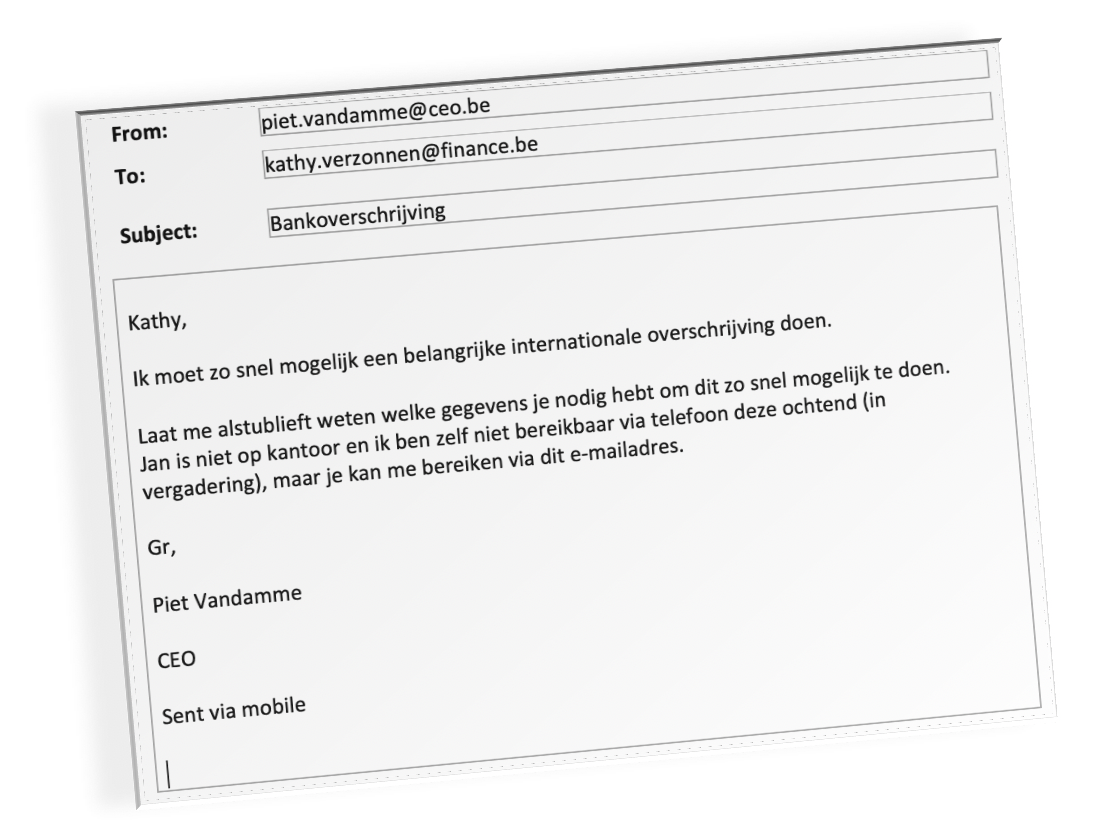 From: piet.vandamme@ceo.be
To: kathy.verzonnen@finance.be
Subject: Bankoverschrijving
Kathy,
Ik moet zo snel mogelijk een belangrijke internationale overschrijving doen.
Laat me alstublieft weten welke gegevens je nodig hebt om dit zo snel mogelijk te doen.
Jan is niet op kantoor en ik ben zelf niet bereikbaar via telefoon deze ochtend (in
vergadering), maar je kan me bereiken via dit e-mailadres.
Gr,
Piet Vandamme
CEO
Sent via mobile